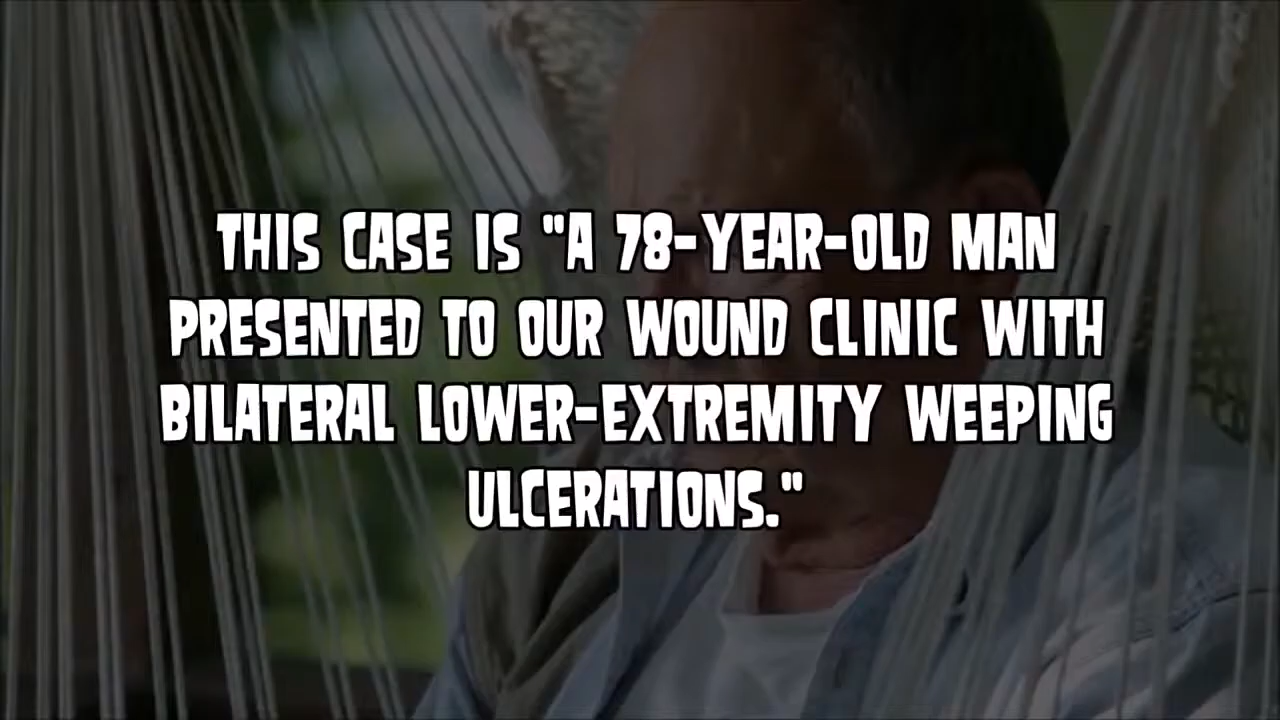 THIS CASE IS "A 78-YEAR-OLD MAN
PRESENTED TO OUR WOUND CLINIC WITH
BILATERAL LOWER-EXTREMITY WEEPING
ULCERATIONS."